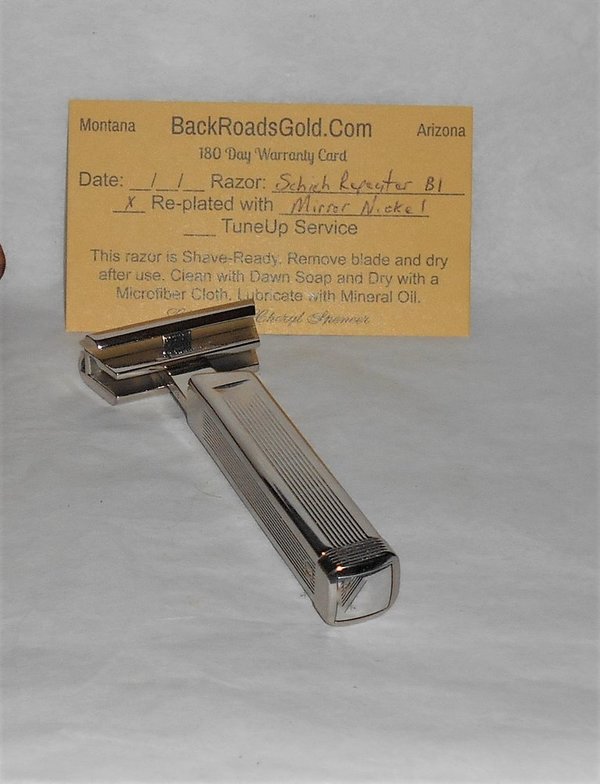 Montana BackRoadsGold.Com Arizona
180 Day Warranty Card
Date: __/__/__ Razor: Schich Repeater B1
X Re-plated with Mirror Nickel
___ TuneUp Service
This razor is Shave-Ready. Remove blade and dry
after use. Clean with Dawn Soap and Dry with a
Microfiber Cloth. Lubricate with Mineral Oil.
Cheryl Spencer